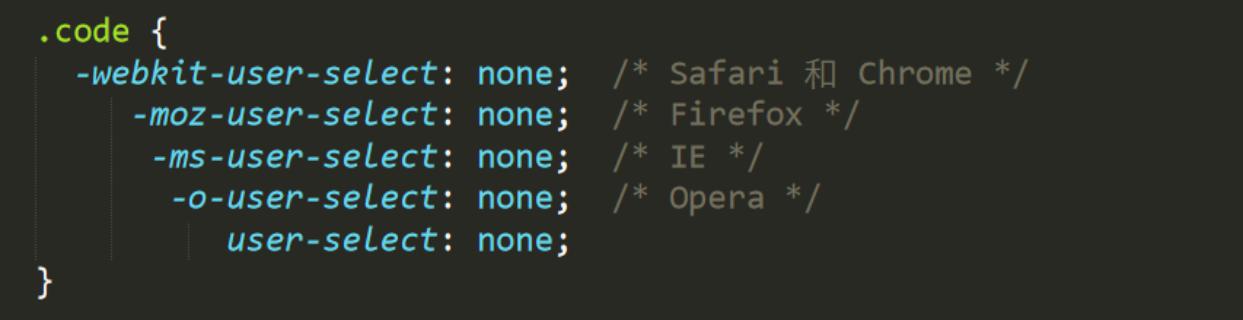 .code {
-webkit-user-select: none; /* Safari 和 Chrome */
-moz-user-select: none; /* Firefox */
-ms-user-select: none; /* IE */
-o-user-select: none; /* Opera */
user-select: none;
}